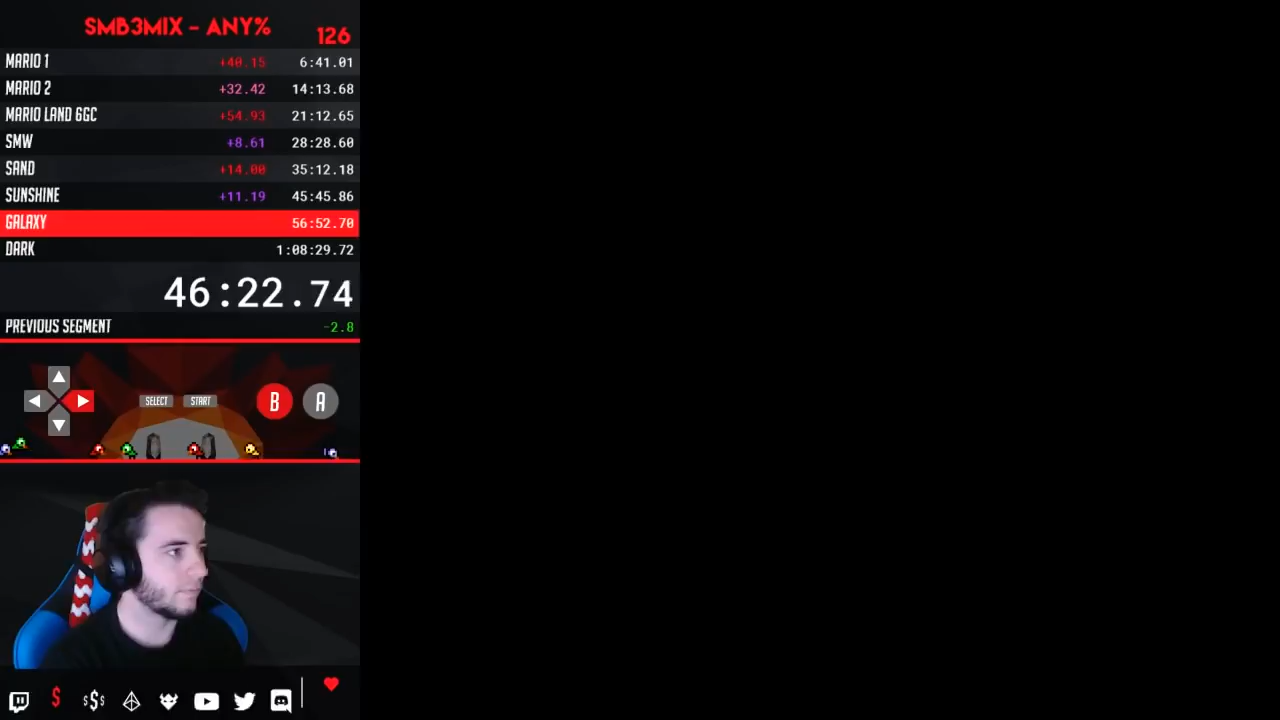 SMB3MIX - ANY%
126
MARIO 1 +40.15 6:41.01
MARIO 2 +32.42 14:13.68
MARIO LAND 6GC +54.93 21:12.65
SMW +8.61 28:28.60
SAND +14.00 35:12.18
SUNSHINE +11.19 45:45.86
GALAXY 56:52.70
DARK 1:08:29.72
46:22.74
PREVIOUS SEGMENT -2.8
SELECT START B A
$ $$$